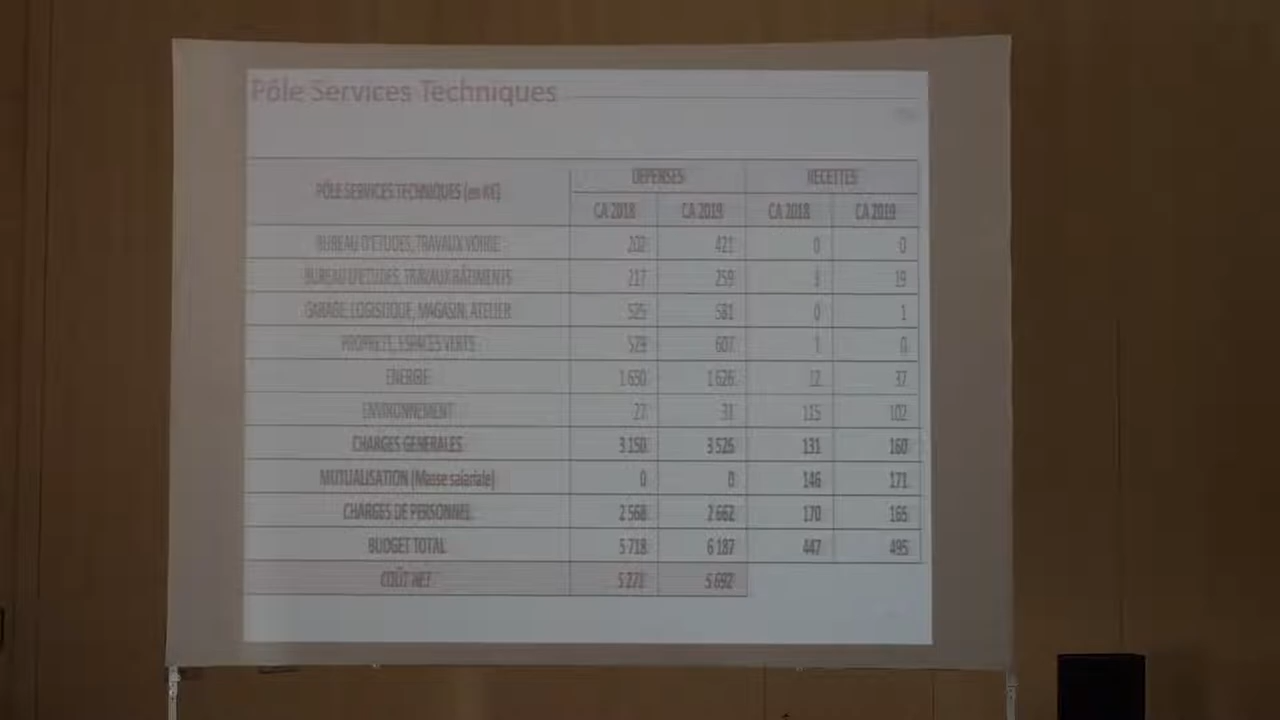 Pôle Services Techniques
PÔLE SERVICES TECHNIQUES (en K€) DEPENSES RECETTES
CA 2018 CA 2019 CA 2018 CA 2019
BUREAU D'ETUDES, TRAVAUX VOIRIE 202 421 0 0
BUREAU D'ETUDES, TRAVAUX BÂTIMENTS 217 259 3 19
GARAGE, LOGISTIQUE, MAGASIN, ATELIER 525 581 0 1
PROPRETE, ESPACES VERTS 529 607 1 0
ENERGIE 1 650 1 626 12 37
ENVIRONNEMENT 27 31 115 102
CHARGES GENERALES 3 150 3 526 131 160
MUTUALISATION (Masse salariale) 0 0 146 171
CHARGES DE PERSONNEL 2 568 2 662 170 165
BUDGET TOTAL 5 718 6 187 447 495
COÛT NET 5 271 5 692